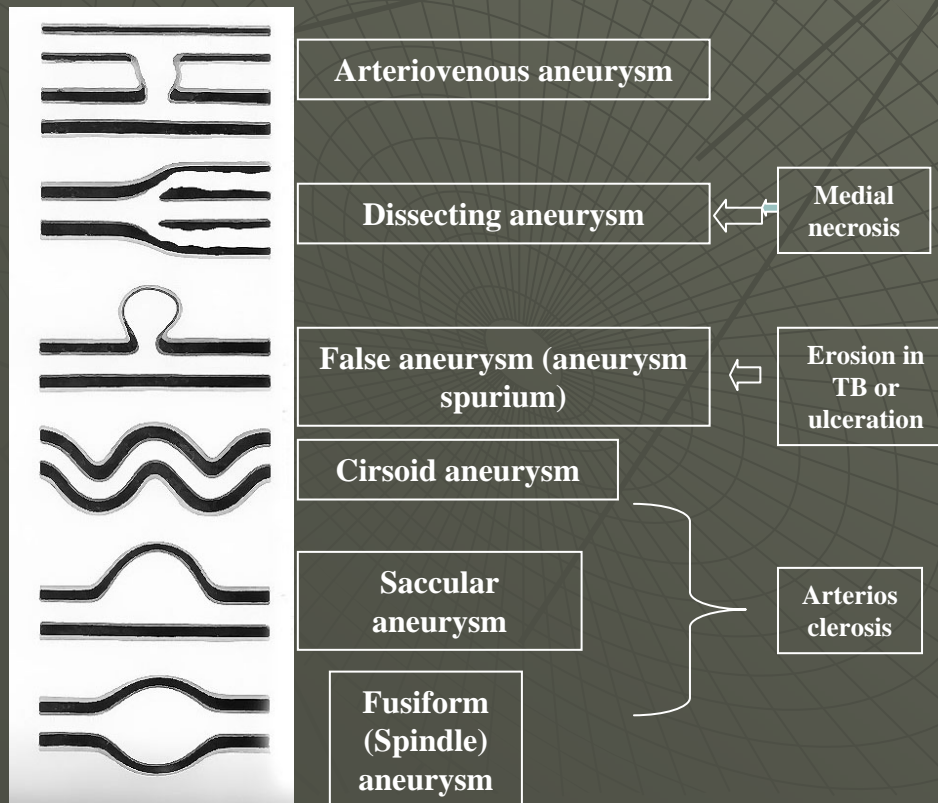 Arteriovenous aneurysm
Dissecting aneurysm
Medial
necrosis
False aneurysm (aneurysm
spurium)
Erosion in
TB or
ulceration
Cirsoid aneurysm
Saccular
aneurysm
Arterios
clerosis
Fusiform
(Spindle)
aneurysm